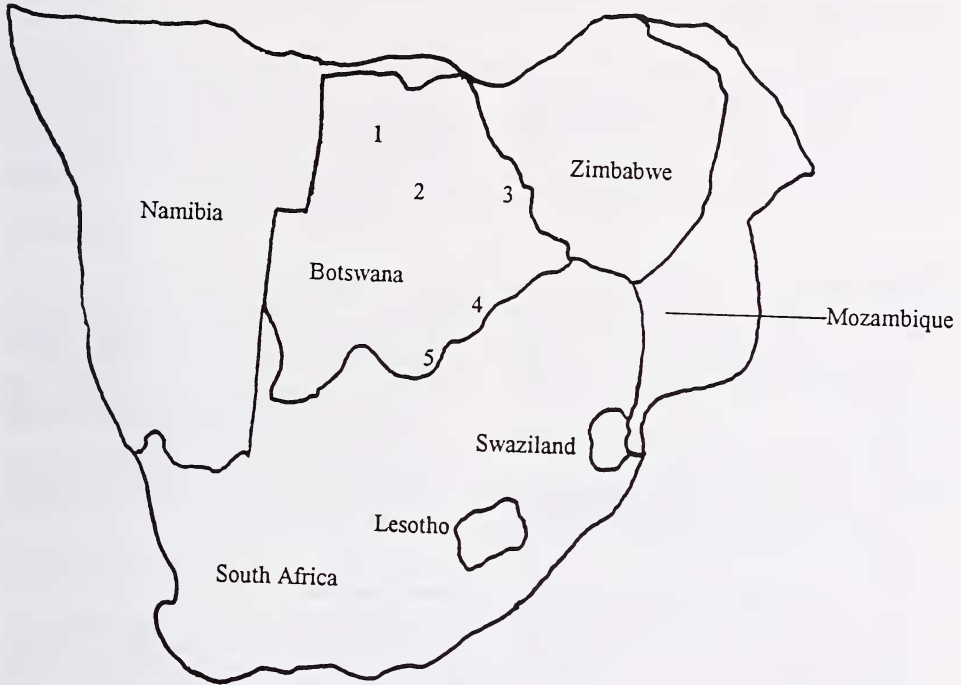 1
Zimbabwe
2
3
Namibia
Botswana
4
Mozambique
5
Swaziland
Lesotho
South Africa